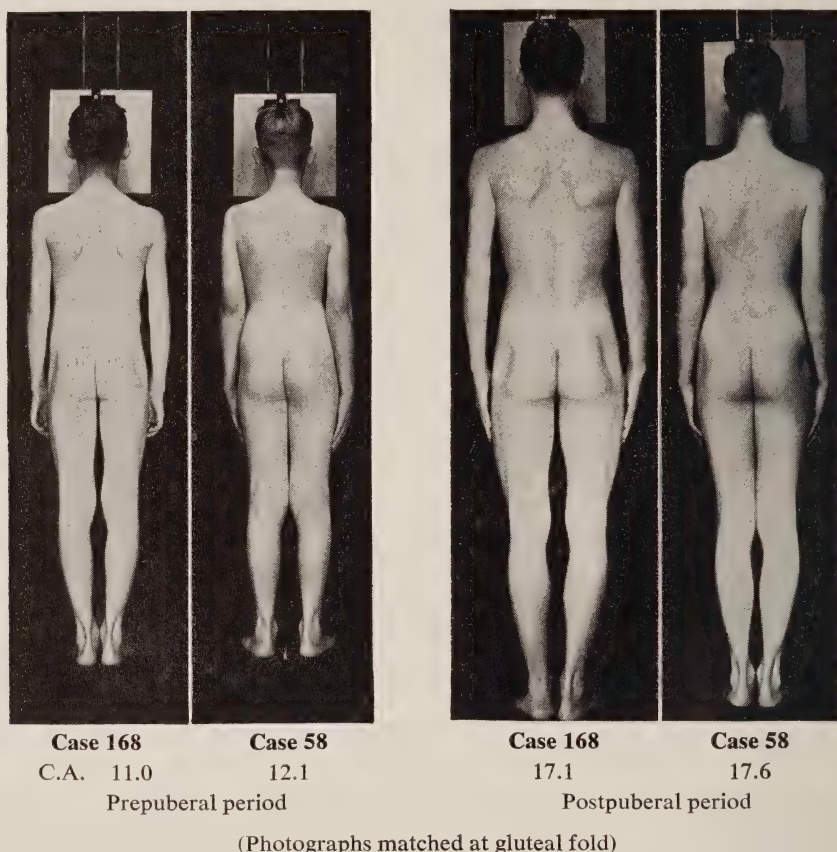 Case 168 Case 58 Case 168 Case 58
C.A. 11.0 12.1 17.1 17.6
Prepuberal period Postpuberal period
(Photographs matched at gluteal fold)